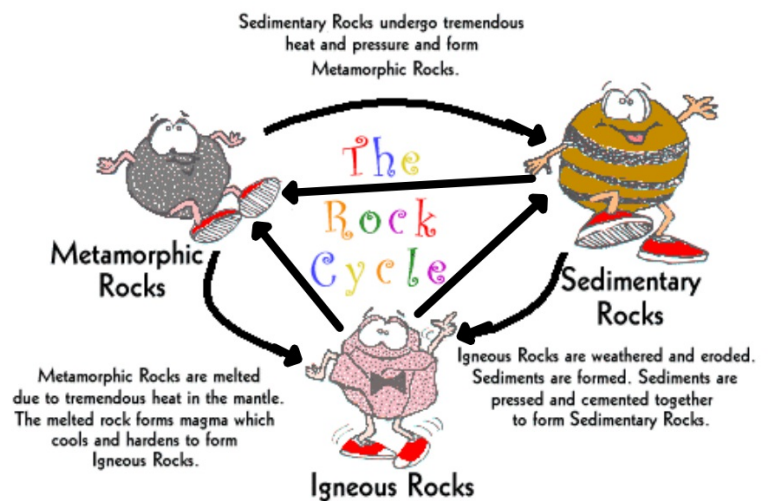 Sedimentary Rocks undergo tremendous
heat and pressure and form
Metamorphic Rocks.
The
Rock
Cycle
Metamorphic
Rocks
Sedimentary
Rocks
Metamorphic Rocks are melted
due to tremendous heat in the mantle.
The melted rock forms magma which
cools and hardens to form
Igneous Rocks.
Igneous Rocks are weathered and eroded.
Sediments are formed. Sediments are
pressed and cemented together
to form Sedimentary Rocks.
Igneous Rocks